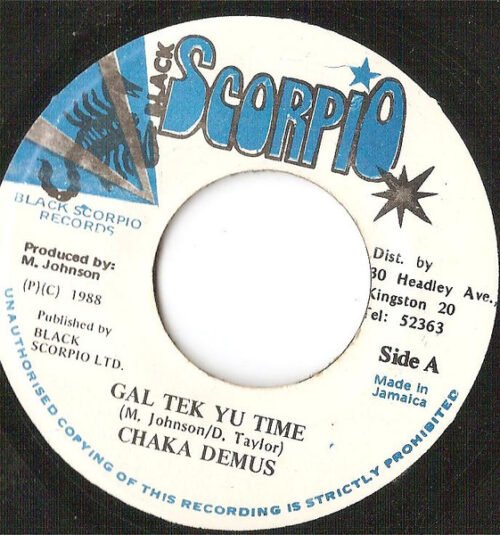 BLACK
SCORPIO
BLACK SCORPIO
RECORDS
Produced by:
M. Johnson
(P)(C) 1988
Published by
BLACK
SCORPIO LTD.
Dist. by
30 Headley Ave.,
Kingston 20
Tel: 52363
Side A
Made in
Jamaica
GAL TEK YU TIME
(M. Johnson/D. Taylor)
CHAKA DEMUS
UNAUTHORISED COPYING OF THIS RECORDING IS STRICTLY PROHIBITED